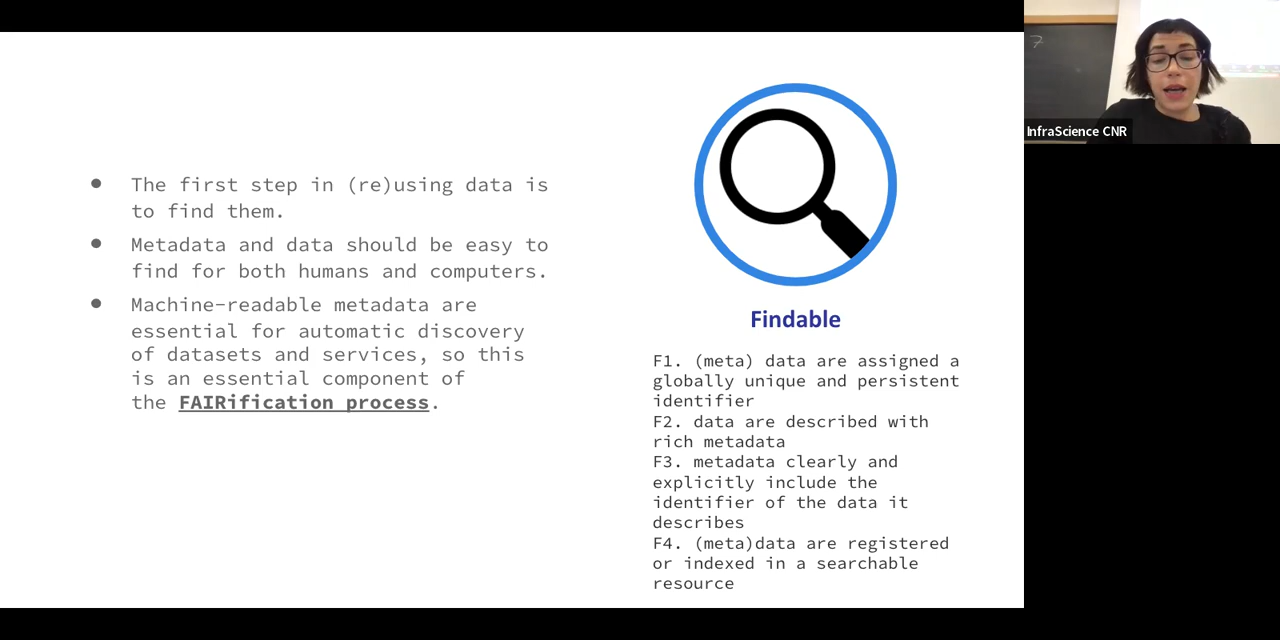 The first step in (re)using data is
to find them.
Metadata and data should be easy to
find for both humans and computers.
Machine-readable metadata are
essential for automatic discovery
of datasets and services, so this
is an essential component of
the FAIRification process.
Findable
F1. (meta) data are assigned a
globally unique and persistent
identifier
F2. data are described with
rich metadata
F3. metadata clearly and
explicitly include the
identifier of the data it
describes
F4. (meta)data are registered
or indexed in a searchable
resource
InfraScience CNR